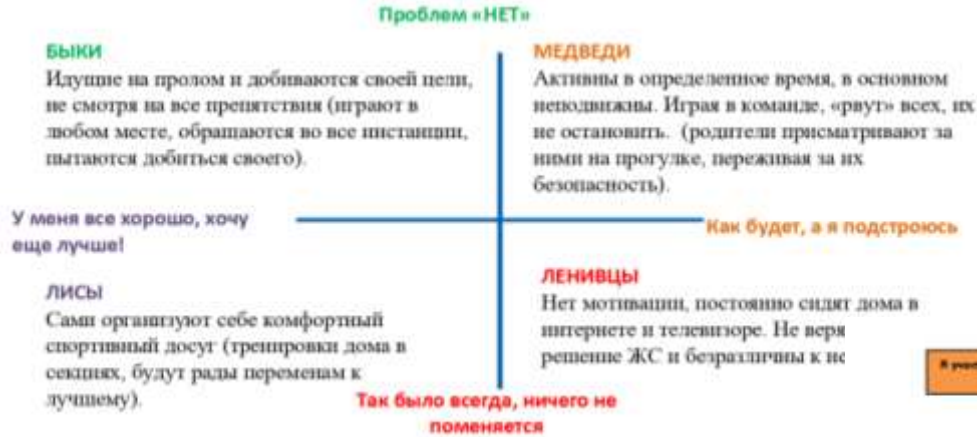 Проблем «НЕТ»
БЫКИ
Идущие на пролом и добиваются своей цели,
не смотря на все препятствия (играют в
любом месте, обращаются во все инстанции,
пытаются добиться своего).
МЕДВЕДИ
Активны в определенное время, в основном
неподвижны. Играя в команде, «рвут» всех, их
не остановить. (родители присматривают за
ними на прогулке, переживая за их
безопасность).
У меня все хорошо, хочу
еще лучше!
Как будет, а я подстроюсь
ЛИСЫ
Сами организуют себе комфортный
спортивный досуг (тренировки дома в
секциях, будут рады переменам к
лучшему).
ЛЕНИВЦЫ
Нет мотивации, постоянно сидят дома в
интернете и телевизоре. Не веря
решение ЖС и безразличны к ис
Так было всегда, ничего не
поменяется